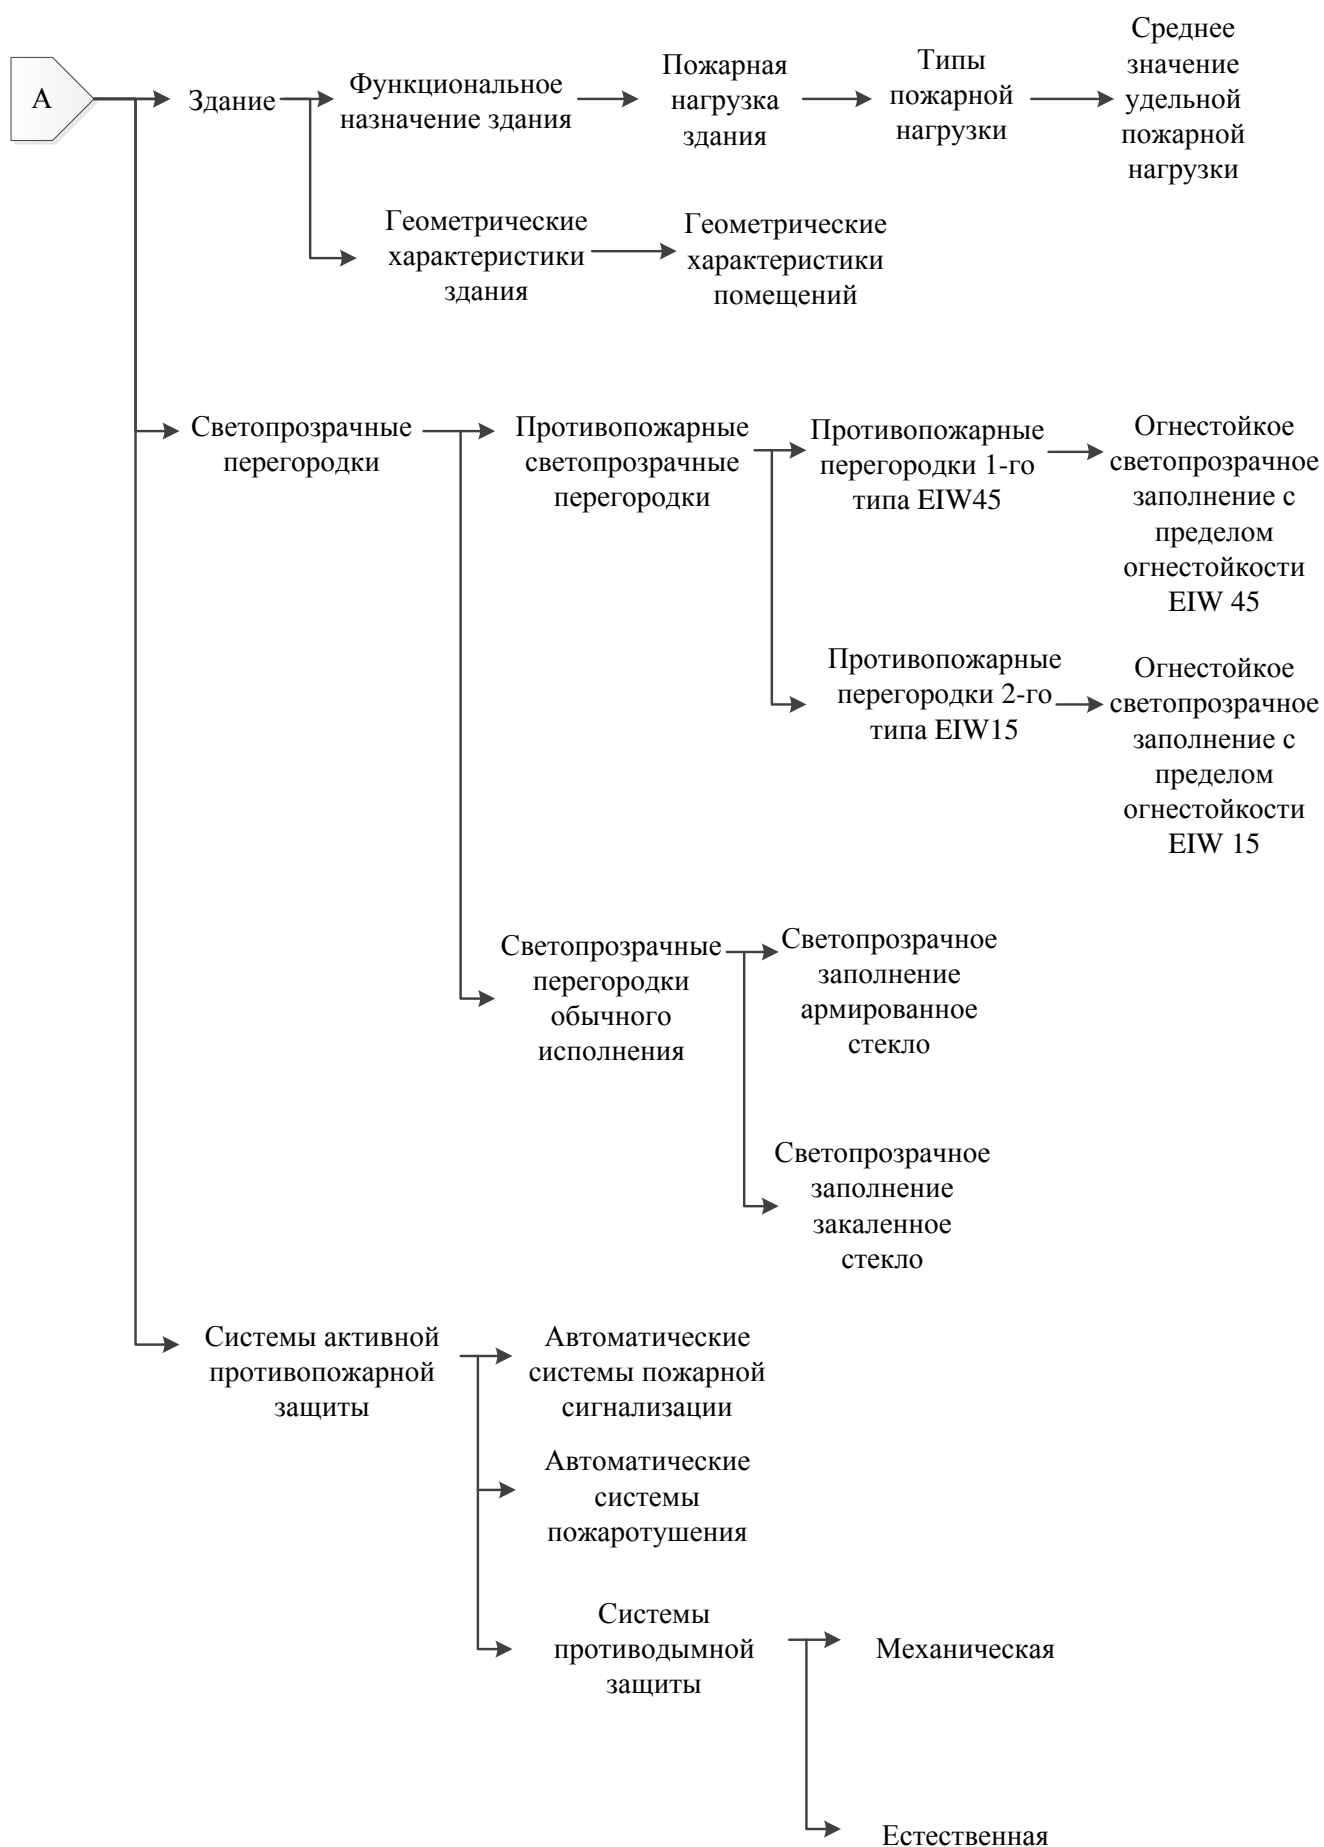 А
Здание
Функциональное
назначение здания
Пожарная
нагрузка
здания
Типы
пожарной
нагрузки
Среднее
значение
удельной
пожарной
нагрузки
Геометрические
характеристики
здания
Геометрические
характеристики
помещений
Светопрозрачные
перегородки
Противопожарные
светопрозрачные
перегородки
Противопожарные
перегородки 1-го
типа EIW45
Огнестойкое
светопрозрачное
заполнение с
пределом
огнестойкости
EIW 45
Противопожарные
перегородки 2-го
типа EIW15
Огнестойкое
светопрозрачное
заполнение с
пределом
огнестойкости
EIW 15
Светопрозрачные
перегородки
обычного
исполнения
Светопрозрачное
заполнение
армированное
стекло
Светопрозрачное
заполнение
закаленное
стекло
Системы активной
противопожарной
защиты
Автоматические
системы пожарной
сигнализации
Автоматические
системы
пожаротушения
Системы
противодымной
защиты
Механическая
Естественная